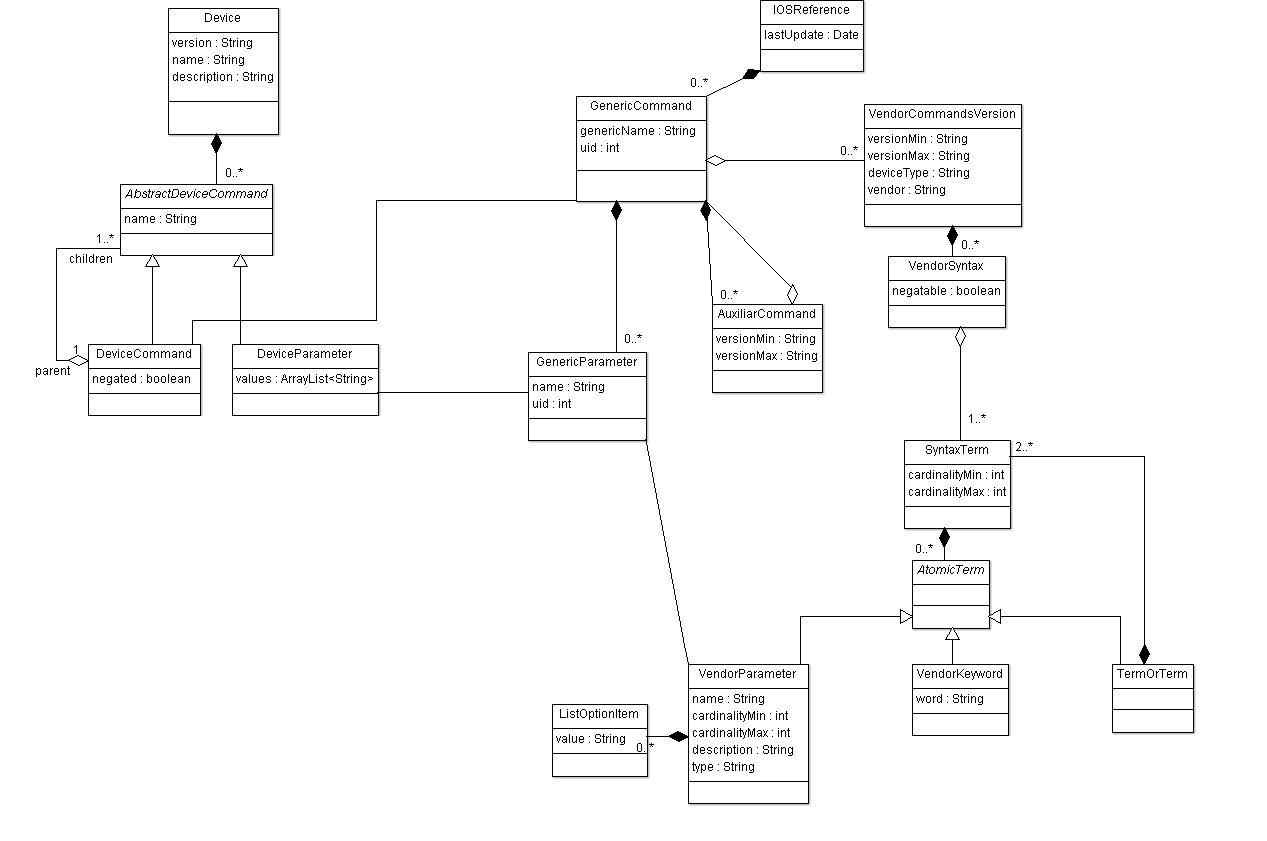 Device
version : String
name : String
description : String
0..*
AbstractDeviceCommand
name : String
1..*
children
1
parent
DeviceCommand
negated : boolean
DeviceParameter
values : ArrayList<String>
IOSReference
lastUpdate : Date
0..*
GenericCommand
genericName : String
uid : int
0..*
VendorCommandsVersion
versionMin : String
versionMax : String
deviceType : String
vendor : String
0..*
VendorSyntax
negatable : boolean
0..*
AuxiliarCommand
versionMin : String
versionMax : String
0..*
GenericParameter
name : String
uid : int
1..*
SyntaxTerm
cardinalityMin : int
cardinalityMax : int
2..*
0..*
AtomicTerm
VendorParameter
name : String
cardinalityMin : int
cardinalityMax : int
description : String
type : String
VendorKeyword
word : String
TermOrTerm
ListOptionItem
value : String
0..*